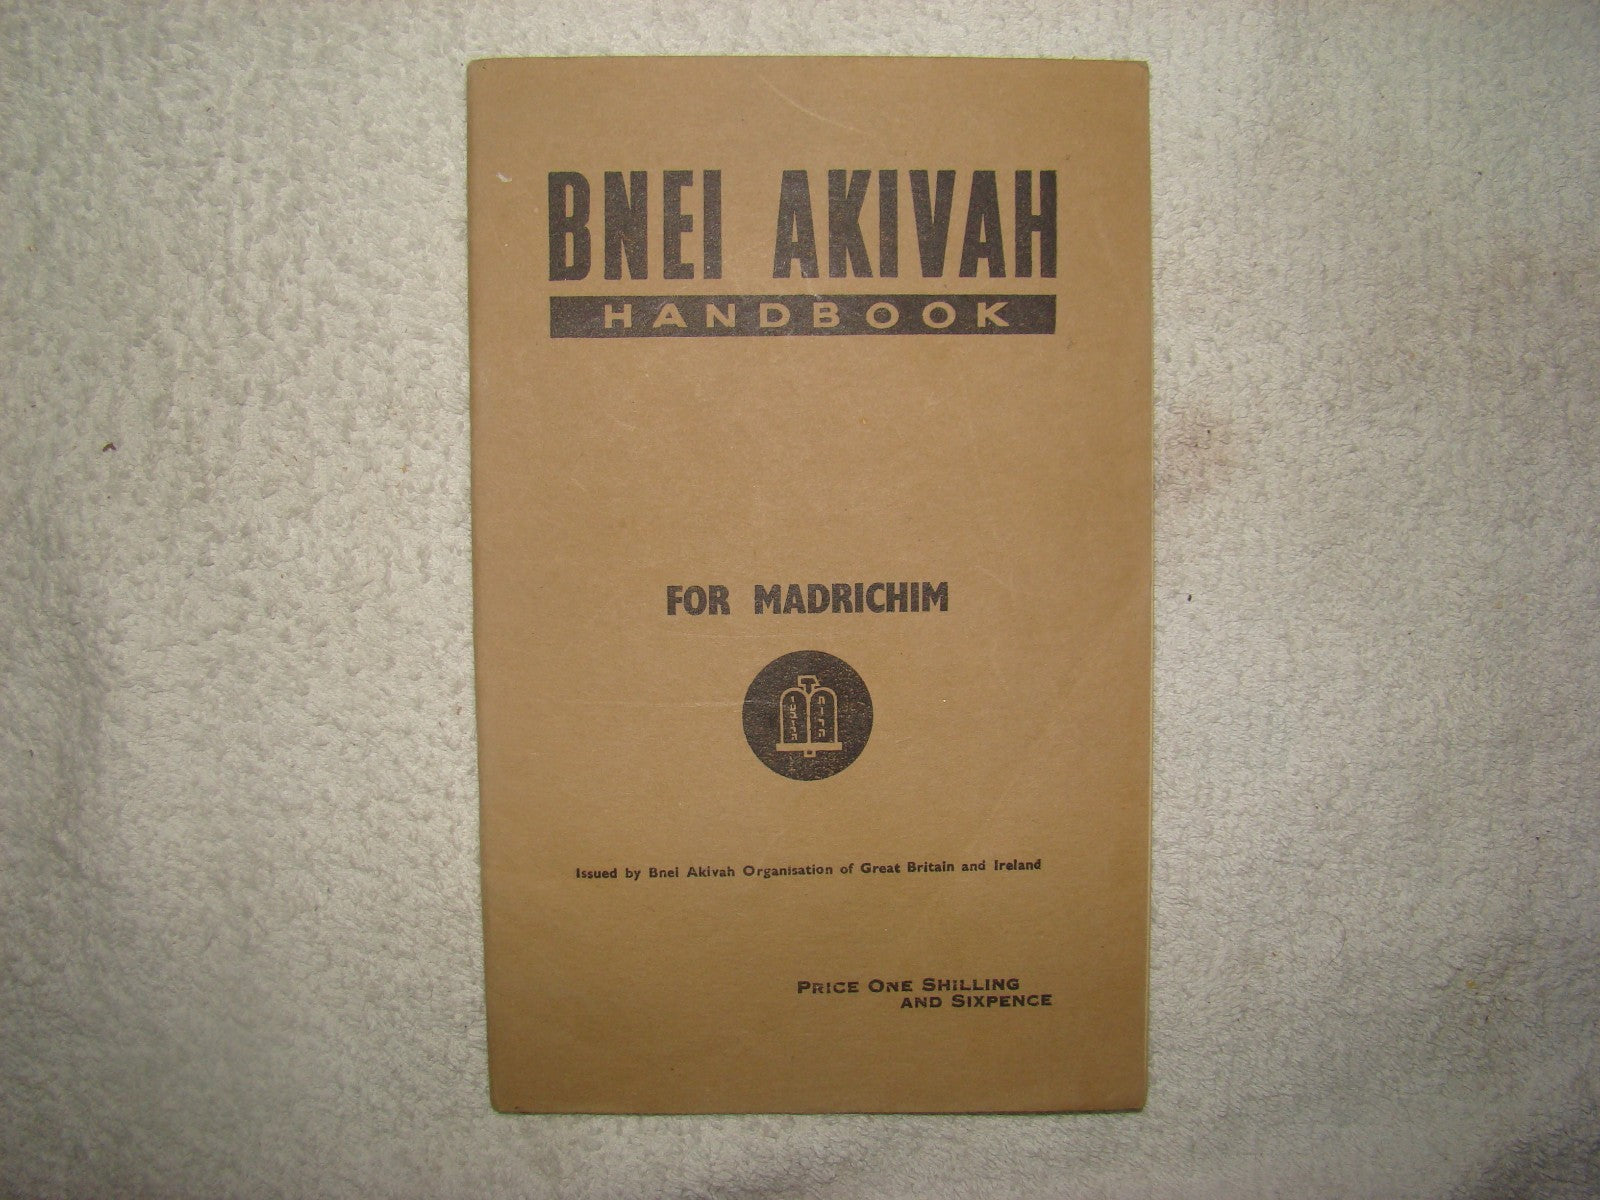 BNEI AKIVAH
HANDBOOK
FOR MADRICHIM
Issued by Bnei Akivah Organisation of Great Britain and Ireland
PRICE ONE SHILLING
AND SIXPENCE